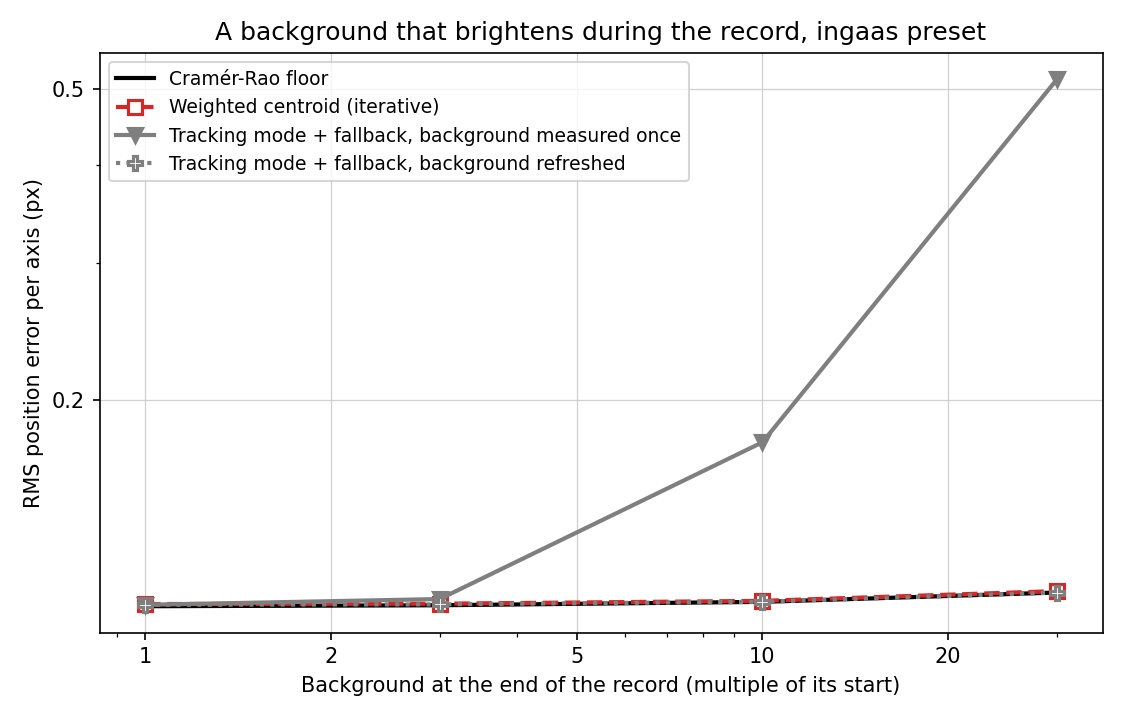 A background that brightens during the record, ingaas preset
Cramér-Rao floor
Weighted centroid (iterative)
Tracking mode + fallback, background measured once
Tracking mode + fallback, background refreshed
RMS position error per axis (px)
0.5
0.2
1
2
5
10
20
Background at the end of the record (multiple of its start)